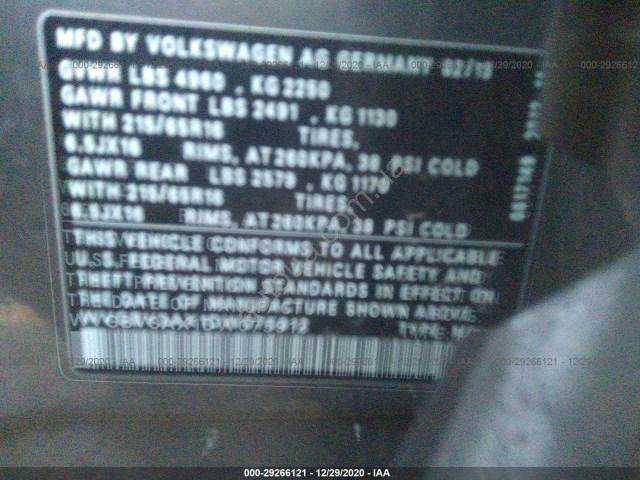 MFD BY VOLKSWAGEN AG GERMANY 02/13
LBS 4960 , KG 2250
GAWR FRONT LBS 2491 , KG 1130
WITH 215/65R16 TIRES,
6.5JX16 RIMS, AT 260KPA, 38 PSI COLD
GAWR REAR LBS 2579 , KG 1170
WITH 215/65R16 TIRES,
6.5JX16 RIMS, AT 260KPA, 38 PSI COLD
THIS VEHICLE CONFORMS TO ALL APPLICABLE
U.S. FEDERAL MOTOR VEHICLE SAFETY AND
THEFT PREVENTION STANDARDS IN EFFECT ON
THE DATE OF MANUFACTURE SHOWN ABOVE.
TYPE
000-29266121 • 12/29/2020 - IAA